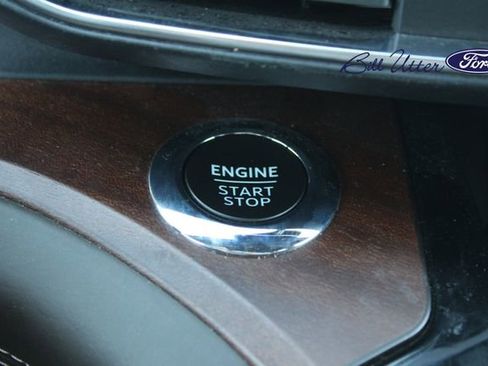 Bill Utter
Ford
ENGINE
START
STOP